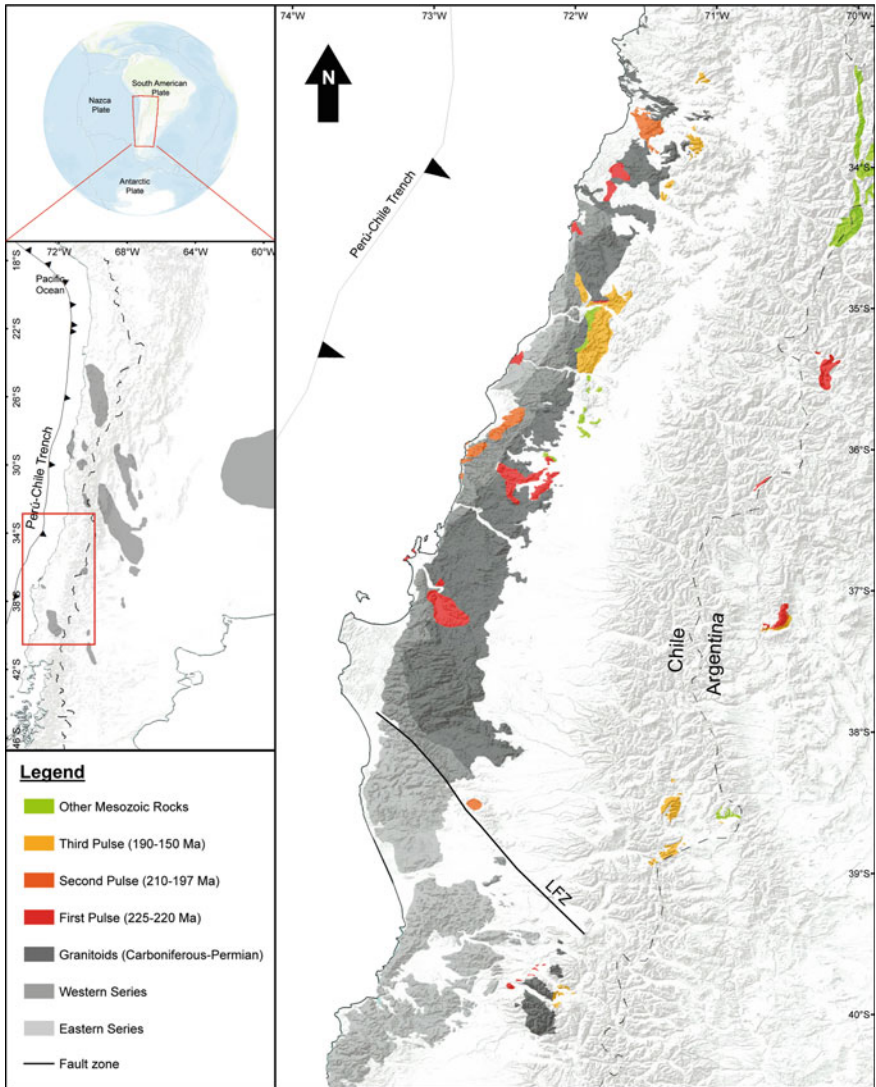 South American
Plate
Nazca
Plate
Antarctic
Plate
72°W
68°W
64°W
60°W
18°S
22°S
26°S
30°S
34°S
38°S
42°S
46°S
Pacific
Ocean
Perú-Chile Trench
Legend
Other Mesozoic Rocks
Third Pulse (190-150 Ma)
Second Pulse (210-197 Ma)
First Pulse (225-220 Ma)
Granitoids (Carboniferous-Permian)
Western Series
Eastern Series
Fault zone
74°W
73°W
72°W
71°W
70°W
N
Perú-Chile Trench
34°S
35°S
36°S
37°S
38°S
39°S
40°S
Chile
Argentina
LFZ